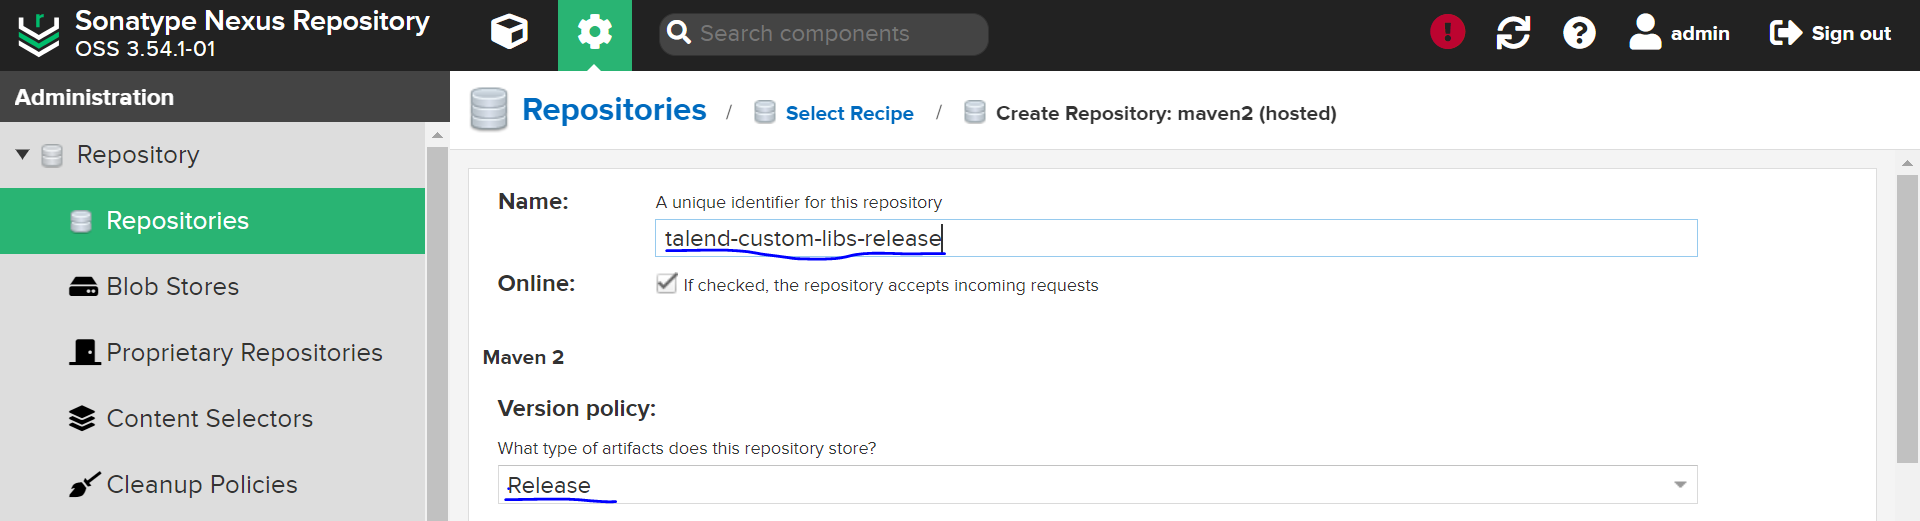 Sonatype Nexus Repository
OSS 3.54.1-01
Search components
admin
Sign out
Administration
Repository
Repositories
Blob Stores
Proprietary Repositories
Content Selectors
Cleanup Policies
Repositories / Select Recipe / Create Repository: maven2 (hosted)
Name:
A unique identifier for this repository
talend-custom-libs-release
Online:
If checked, the repository accepts incoming requests
Maven 2
Version policy:
What type of artifacts does this repository store?
Release